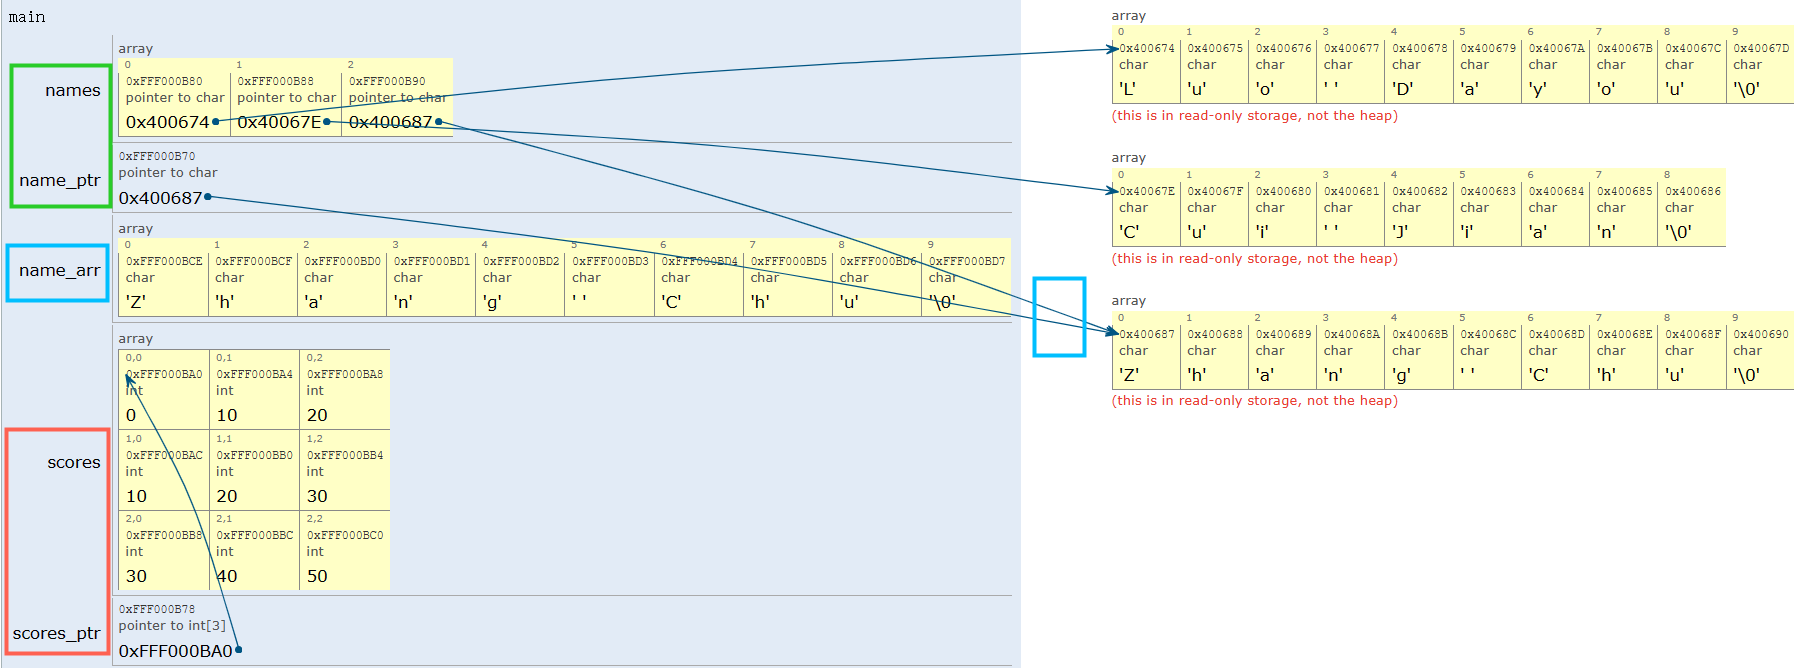 main
array
0 1 2
names
0xFFF000B80 0xFFF000B88 0xFFF000B90
pointer to char pointer to char pointer to char
0x400674 0x40067E 0x400687
name_ptr
0xFFF000B70
pointer to char
0x400687
array
0 1 2 3 4 5 6 7 8 9
name_arr
0xFFF000BCE 0xFFF000BCF 0xFFF000BD0 0xFFF000BD1 0xFFF000BD2 0xFFF000BD3 0xFFF000BD4 0xFFF000BD5 0xFFF000BD6 0xFFF000BD7
char char char char char char char char char char
'Z' 'h' 'a' 'n' 'g' ' ' 'C' 'h' 'u' '\0'
array
0,0 0,1 0,2
0xFFF000BA0 0xFFF000BA4 0xFFF000BA8
int int int
0 10 20
1,0 1,1 1,2
scores
0xFFF000BAC 0xFFF000BB0 0xFFF000BB4
int int int
10 20 30
2,0 2,1 2,2
0xFFF000BB8 0xFFF000BBC 0xFFF000BC0
int int int
30 40 50
scores_ptr
0xFFF000B78
pointer to int[3]
0xFFF000BA0
array
0 1 2 3 4 5 6 7 8 9
0x400674 0x400675 0x400676 0x400677 0x400678 0x400679 0x40067A 0x40067B 0x40067C 0x40067D
char char char char char char char char char char
'L' 'u' 'o' ' ' 'D' 'a' 'y' 'o' 'u' '\0'
(this is in read-only storage, not the heap)
array
0 1 2 3 4 5 6 7 8
0x40067E 0x40067F 0x400680 0x400681 0x400682 0x400683 0x400684 0x400685 0x400686
char char char char char char char char char
'C' 'u' 'i' ' ' 'J' 'i' 'a' 'n' '\0'
(this is in read-only storage, not the heap)
array
0 1 2 3 4 5 6 7 8 9
0x400687 0x400688 0x400689 0x40068A 0x40068B 0x40068C 0x40068D 0x40068E 0x40068F 0x400690
char char char char char char char char char char
'Z' 'h' 'a' 'n' 'g' ' ' 'C' 'h' 'u' '\0'
(this is in read-only storage, not the heap)